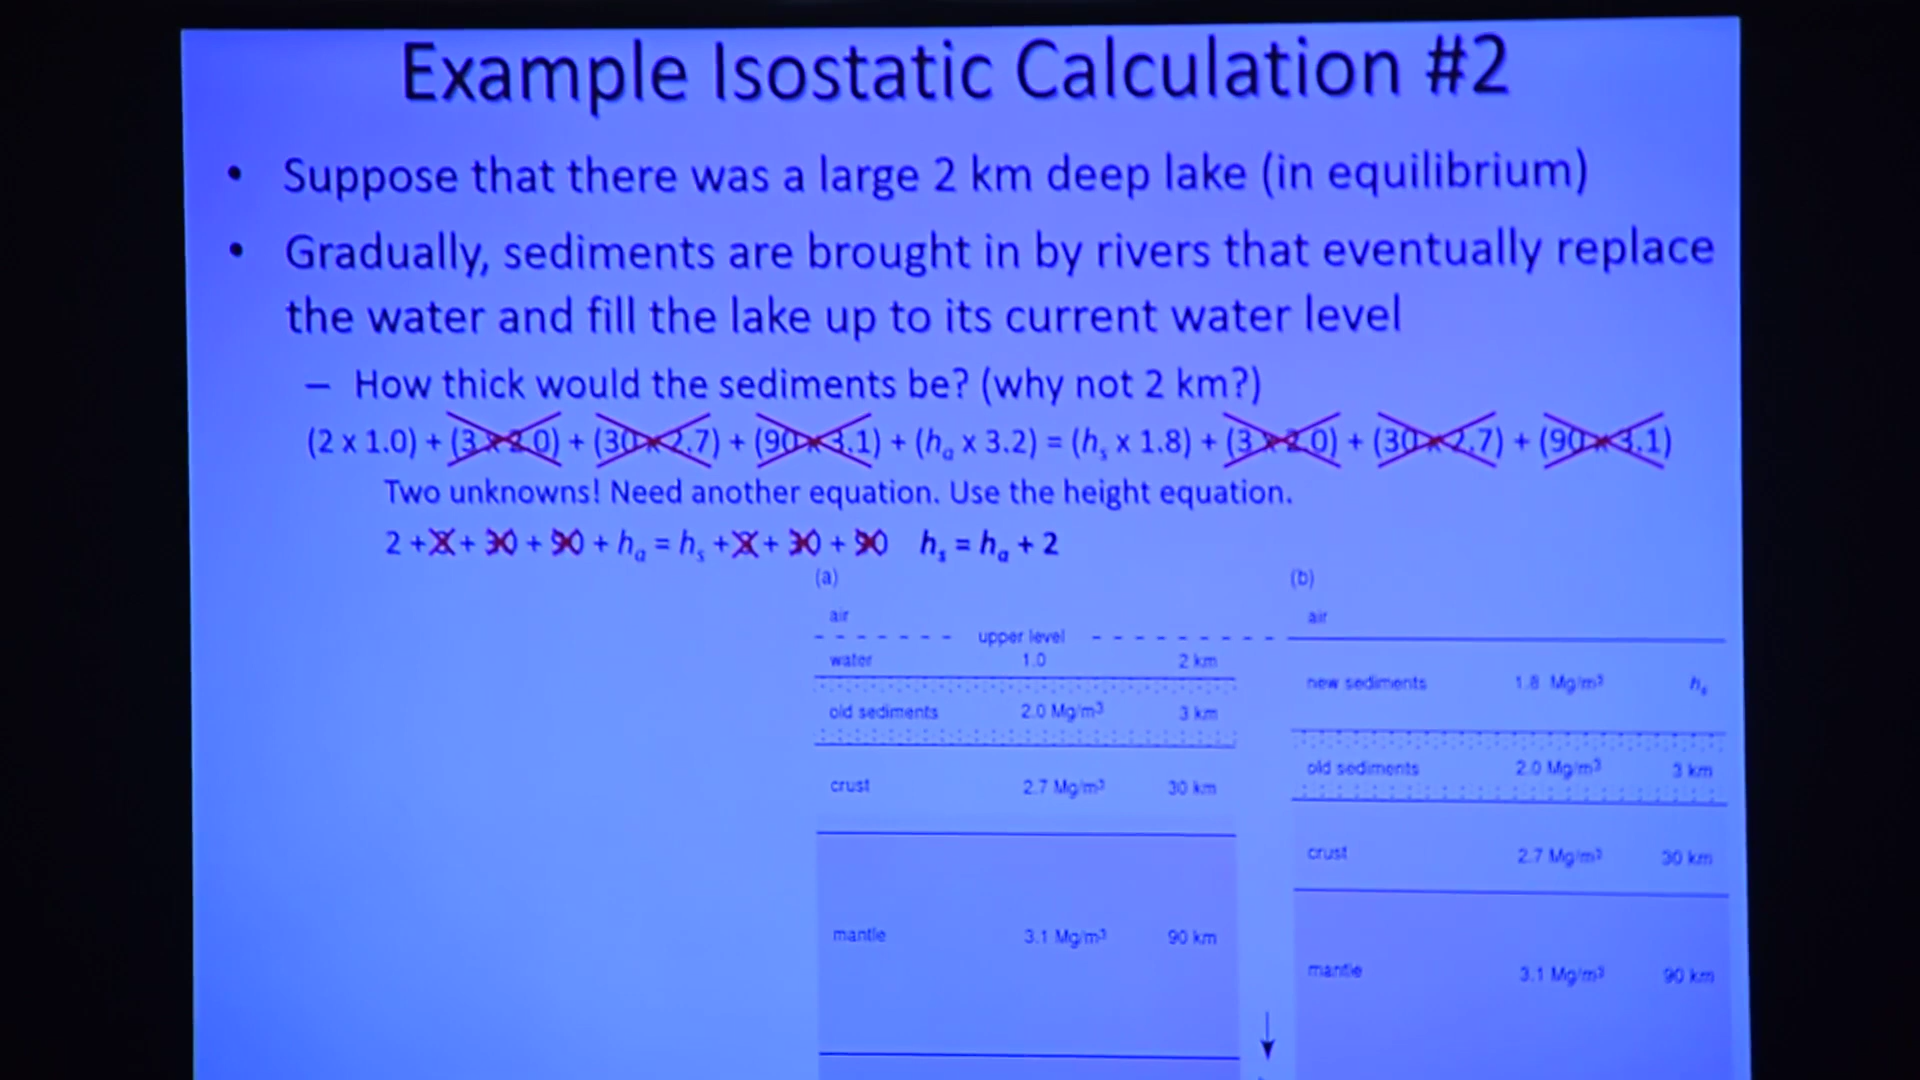 Example Isostatic Calculation #2
• Suppose that there was a large 2 km deep lake (in equilibrium)
• Gradually, sediments are brought in by rivers that eventually replace
the water and fill the lake up to its current water level
– How thick would the sediments be? (why not 2 km?)
(2 x 1.0) + (3 x 2.0) + (30 x 2.7) + (90 x 3.1) + (hₐ x 3.2) = (hₛ x 1.8) + (3 x 2.0) + (30 x 2.7) + (90 x 3.1)
Two unknowns! Need another equation. Use the height equation.
2 + 3 + 30 + 90 + hₐ = hₛ + 3 + 30 + 90 hₛ = hₐ + 2
(a)
air
upper level
water 1.0 2 km
old sediments 2.0 Mg/m³ 3 km
crust 2.7 Mg/m³ 30 km
mantle 3.1 Mg/m³ 90 km
(b)
air
new sediments 1.8 Mg/m³ hₛ
old sediments 2.0 Mg/m³ 3 km
crust 2.7 Mg/m³ 30 km
mantle 3.1 Mg/m³ 90 km